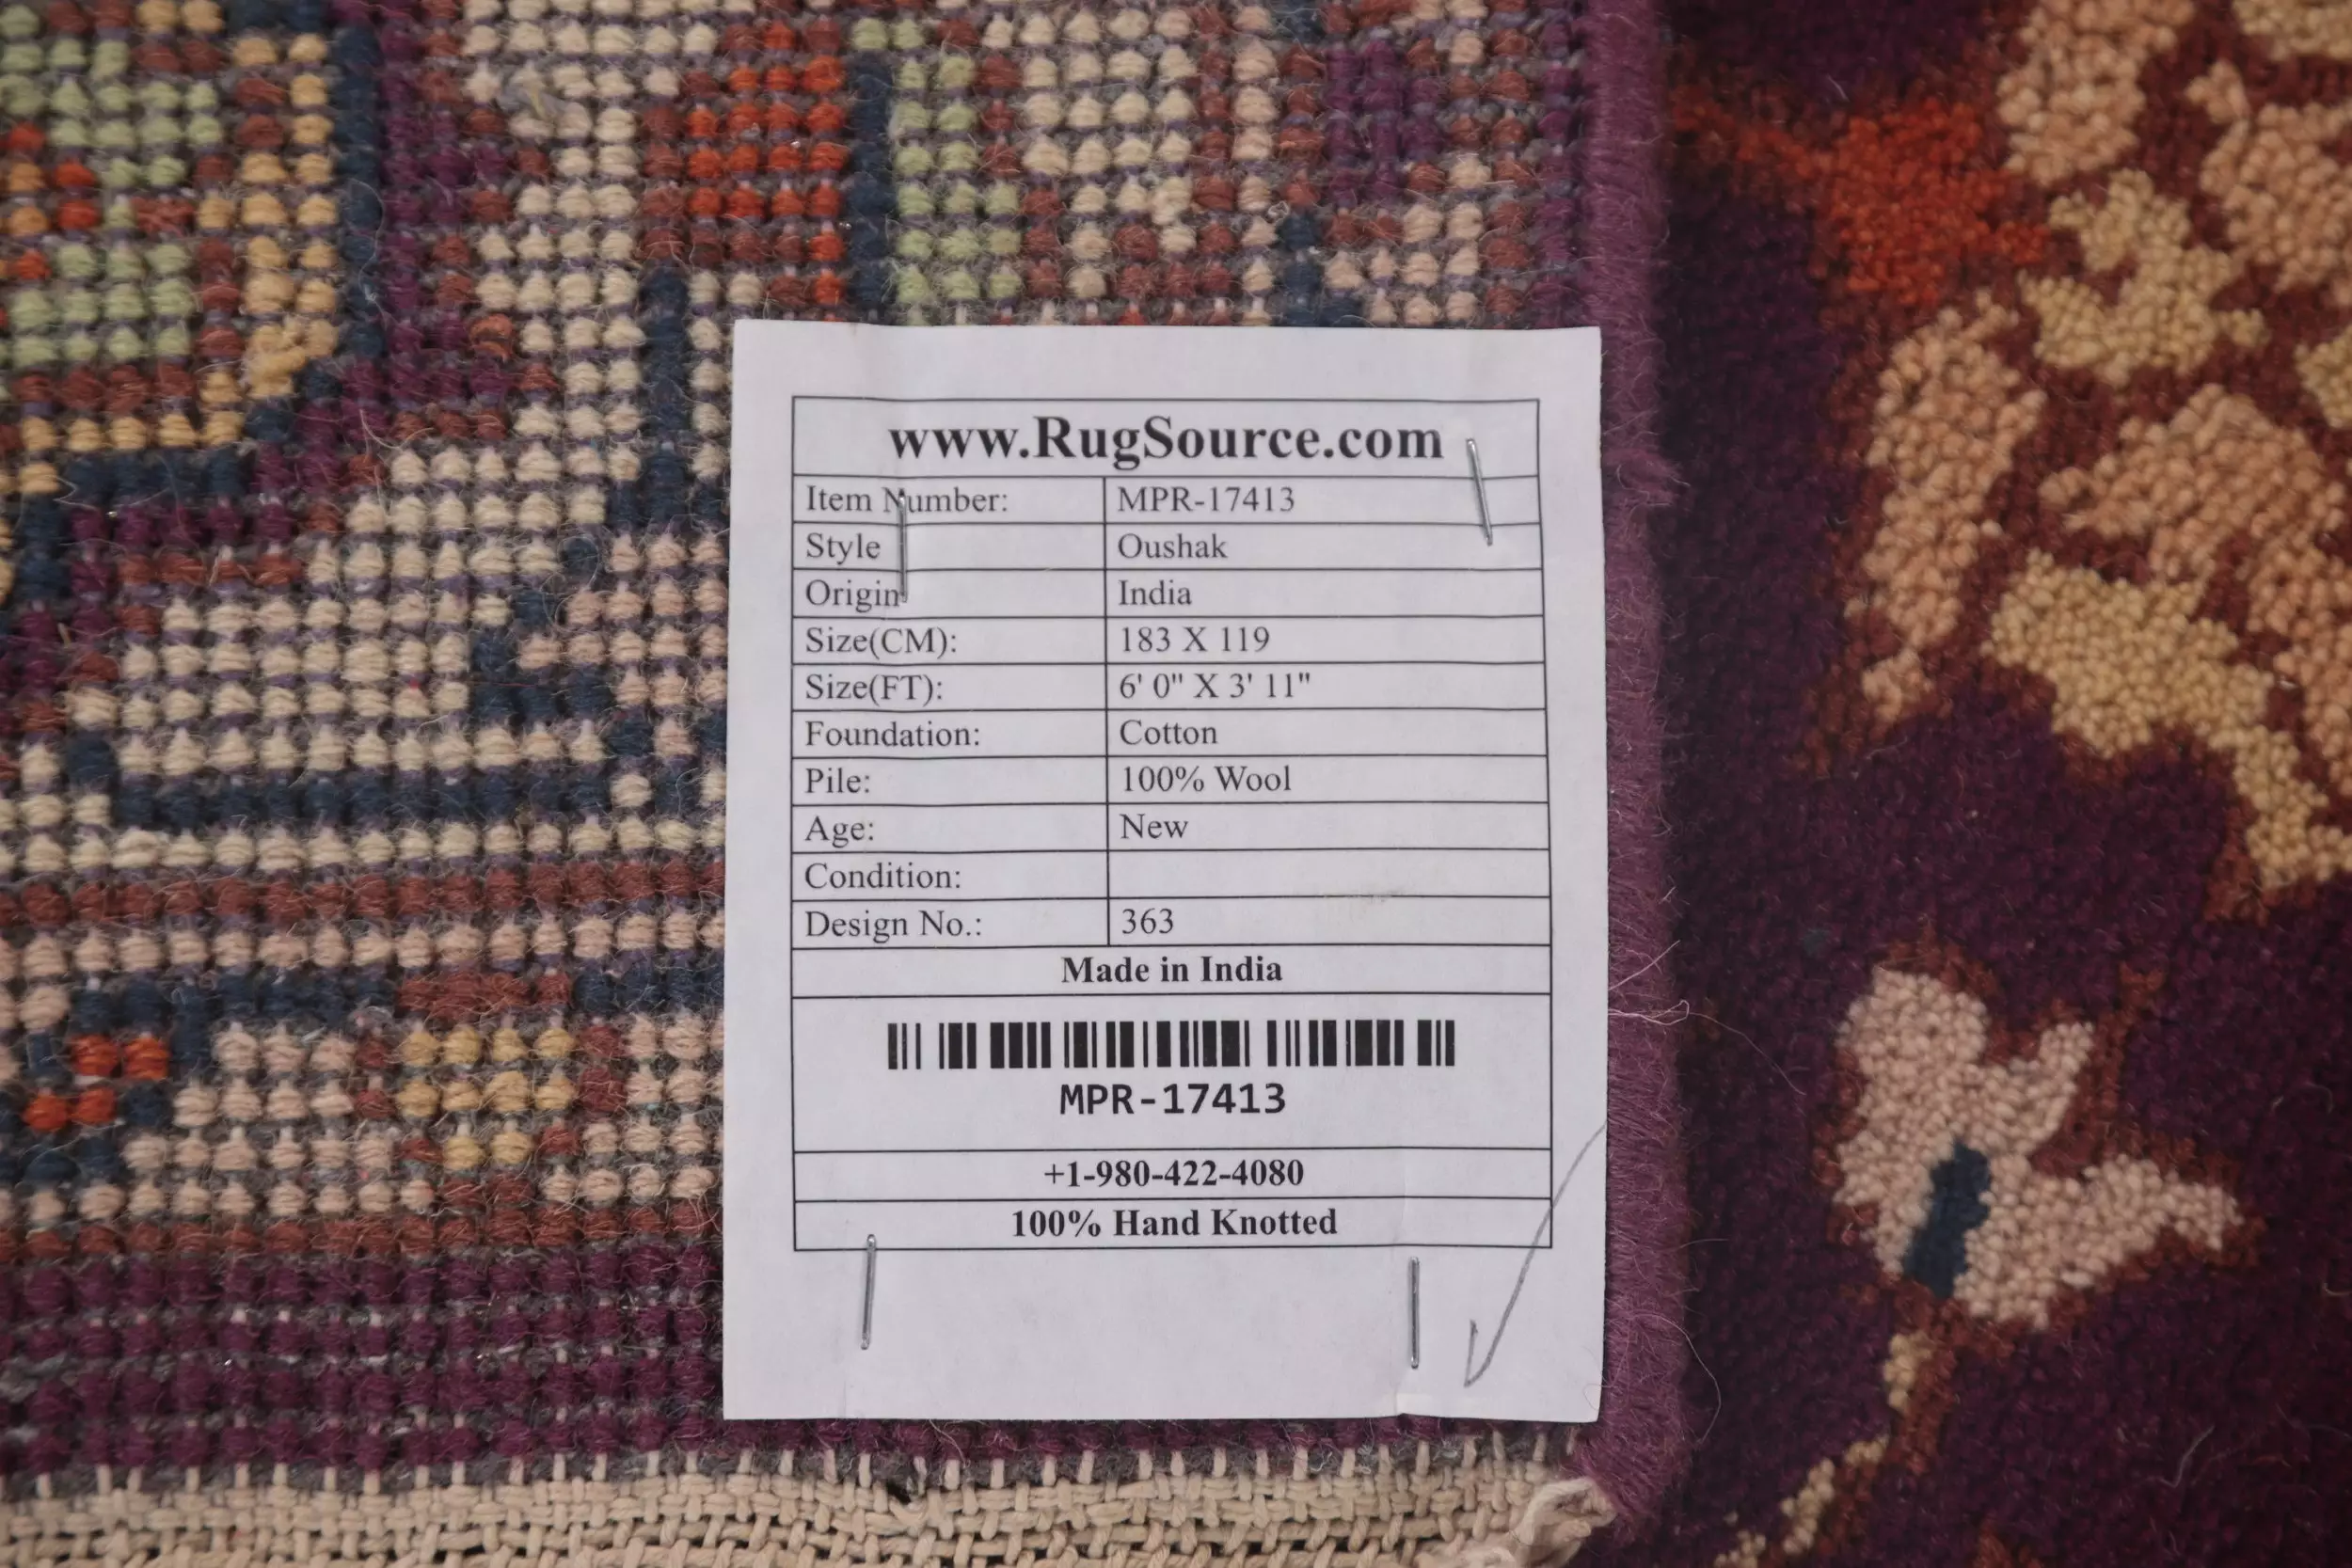 www.RugSource.com
Item Number: MPR-17413
Style Oushak
Origin India
Size(CM): 183 X 119
Size(FT): 6' 0" X 3' 11"
Foundation: Cotton
Pile: 100% Wool
Age: New
Condition:
Design No.: 363
Made in India
MPR-17413
+1-980-422-4080
100% Hand Knotted